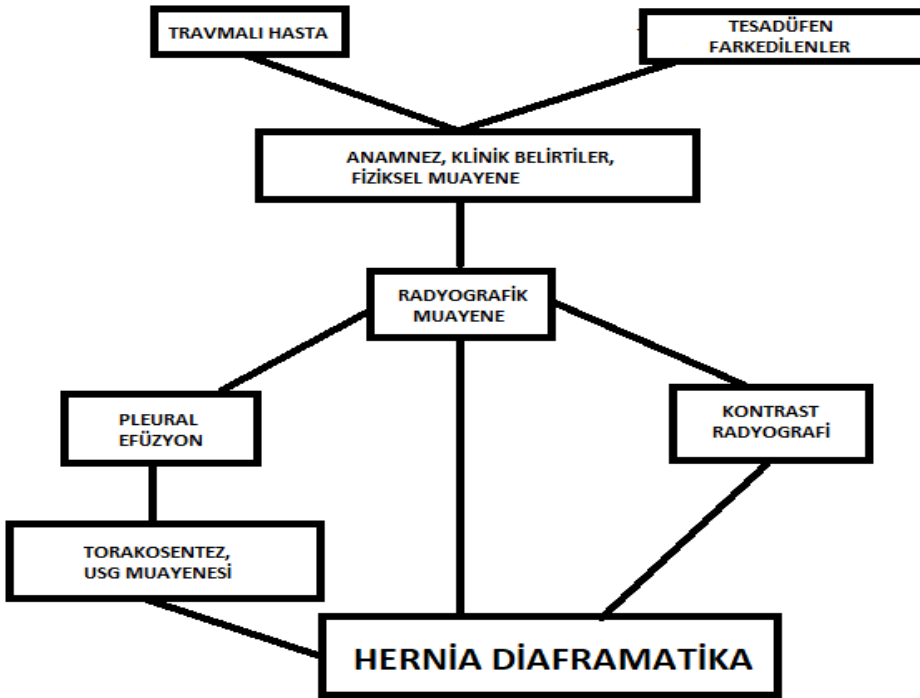 TRAVMALI HASTA
TESADÜFEN
FARKEDİLENLER
ANAMNEZ, KLİNİK BELİRTİLER,
FİZİKSEL MUAYENE
RADYOGRAFİK
MUAYENE
PLEURAL
EFÜZYON
KONTRAST
RADYOGRAFİ
TORAKOSENTEZ,
USG MUAYENESİ
HERNİA DİAFRAMATİKA